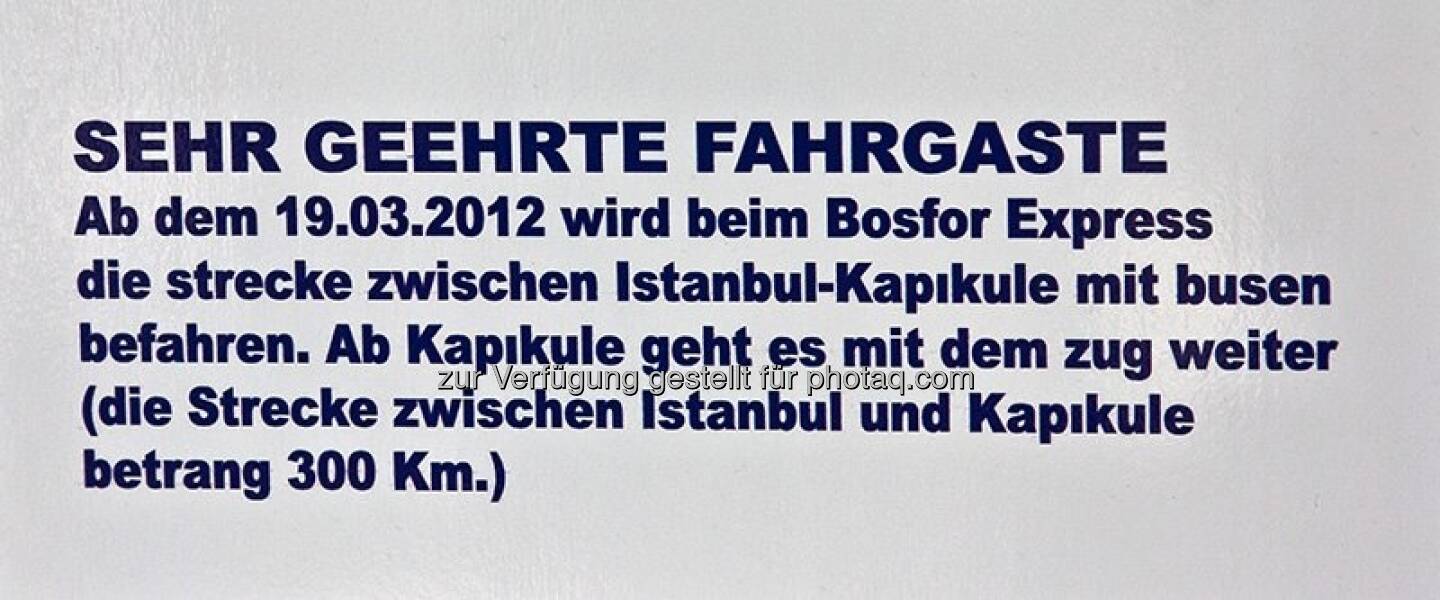 SEHR GEEHRTE FAHRGASTE
Ab dem 19.03.2012 wird beim Bosfor Express
die strecke zwischen Istanbul-Kapıkule mit busen
befahren. Ab Kapıkule geht es mit dem zug weiter
zur Verfügung gestellt für photaq.com
(die Strecke zwischen Istanbul und Kapıkule
betrang 300 Km.)